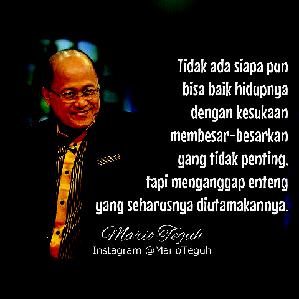 Tidak ada siapa pun
bisa baik hidupnya
dengan kesukaan
membesar-besarkan
yang tidak penting,
tapi menganggap enteng
yang seharusnya diutamakannya.
Mario Teguh
Instagram @MarioTeguh